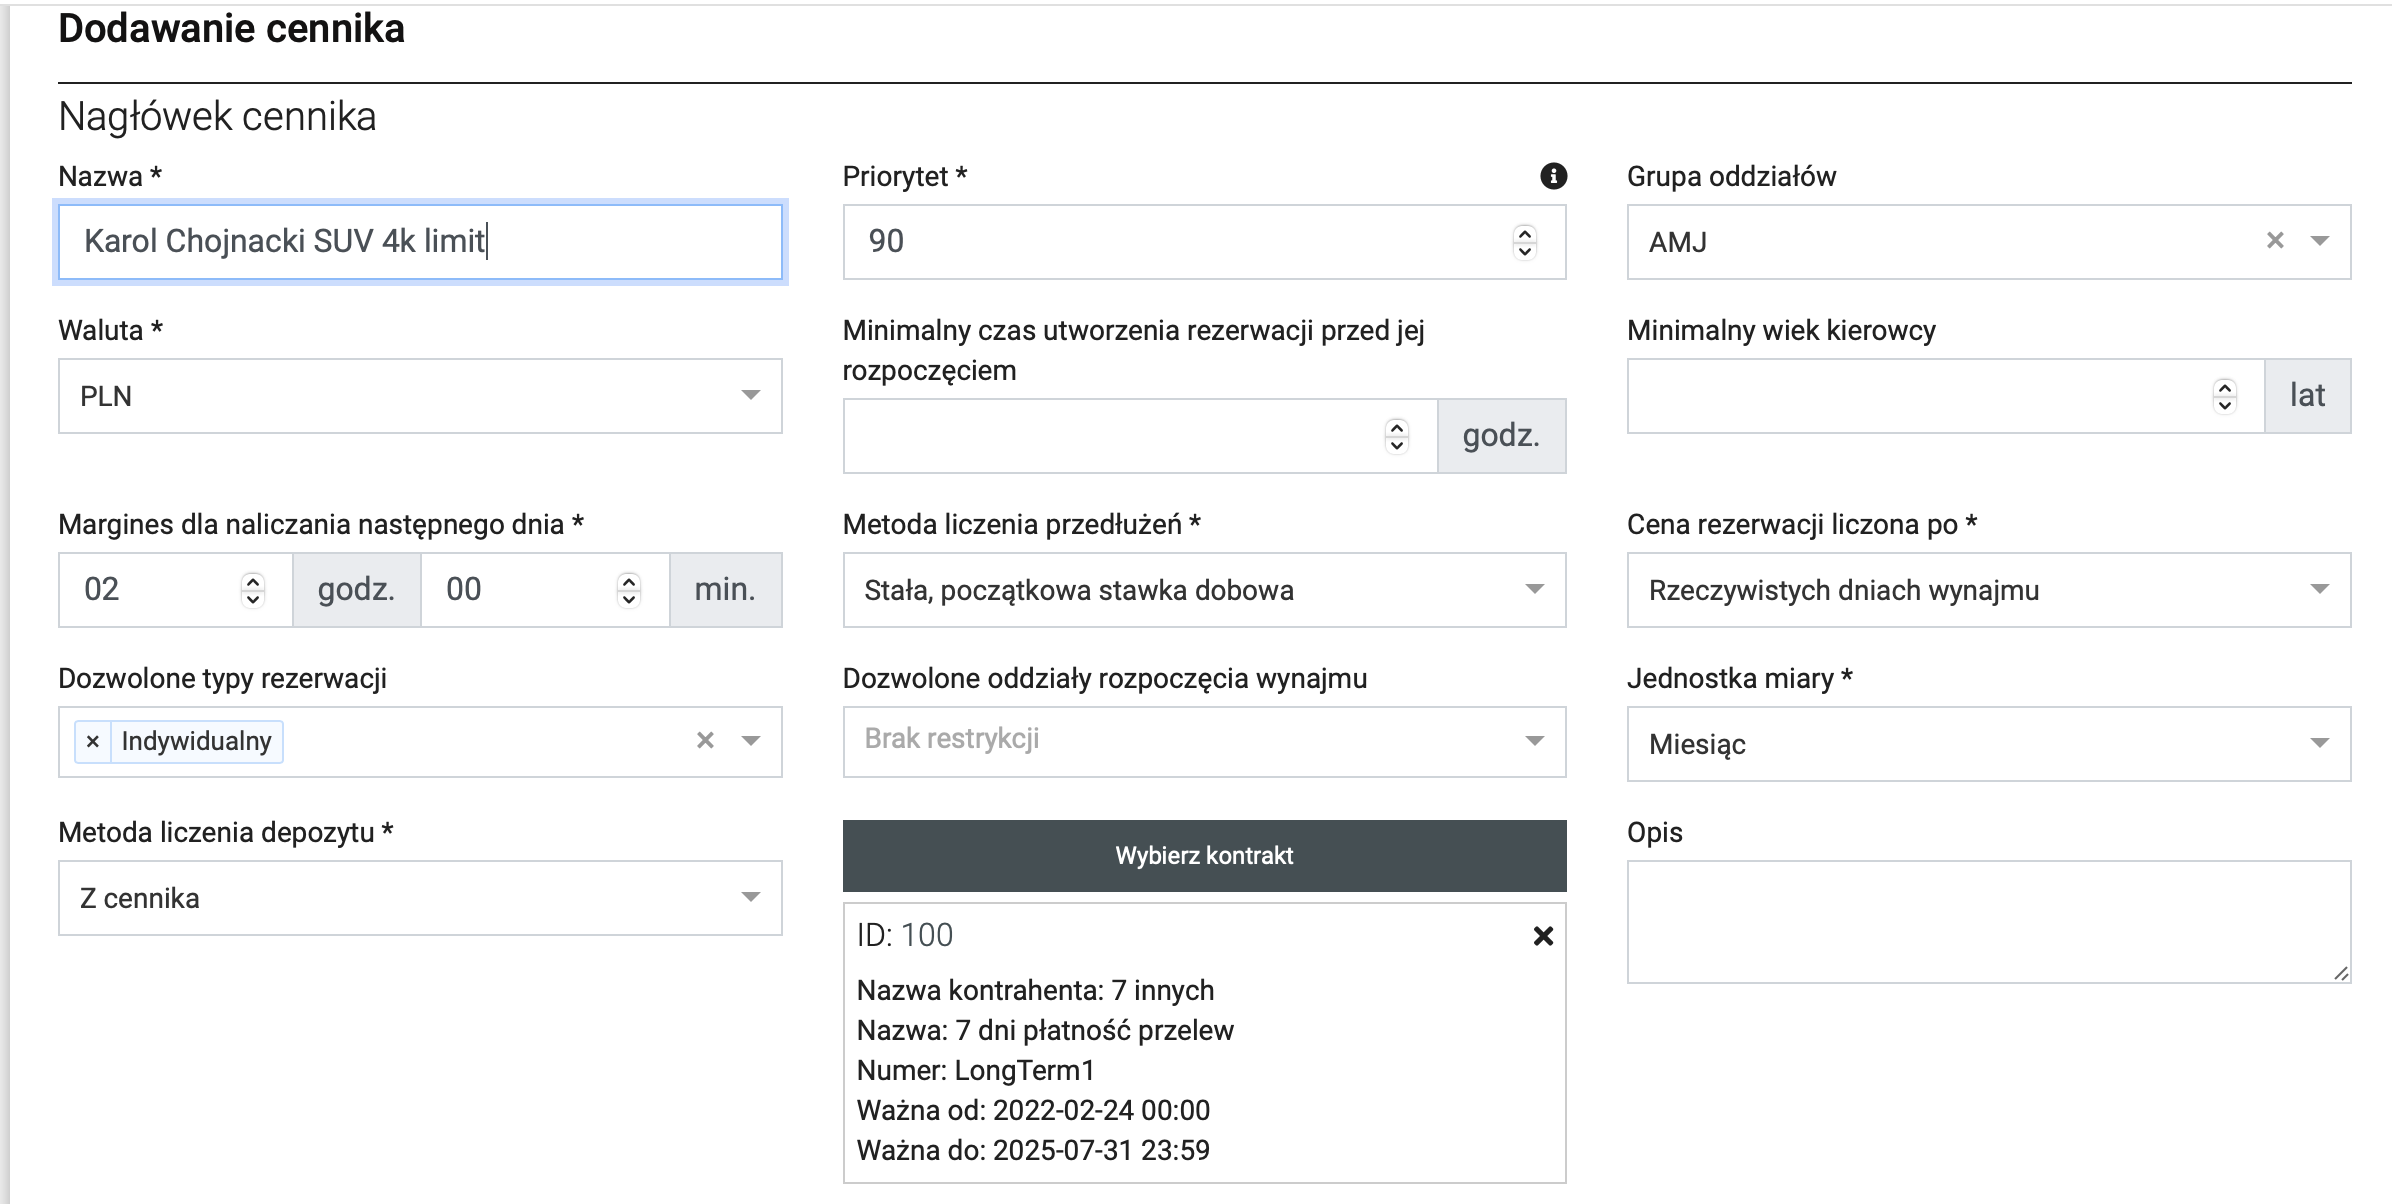 Dodawanie cennika
Nagłówek cennika
Nazwa *
Priorytet *
Grupa oddziałów
Karol Chojnacki SUV 4k limit
90
AMJ
Waluta *
Minimalny czas utworzenia rezerwacji przed jej
rozpoczęciem
Minimalny wiek kierowcy
PLN
godz.
lat
Margines dla naliczania następnego dnia *
Metoda liczenia przedłużeń *
Cena rezerwacji liczona po *
02 godz. 00 min.
Stała, początkowa stawka dobowa
Rzeczywistych dniach wynajmu
Dozwolone typy rezerwacji
Dozwolone oddziały rozpoczęcia wynajmu
Jednostka miary *
× Indywidualny
Brak restrykcji
Miesiąc
Metoda liczenia depozytu *
Wybierz kontrakt
Opis
Z cennika
ID: 100
Nazwa kontrahenta: 7 innych
Nazwa: 7 dni płatność przelew
Numer: LongTerm1
Ważna od: 2022-02-24 00:00
Ważna do: 2025-07-31 23:59